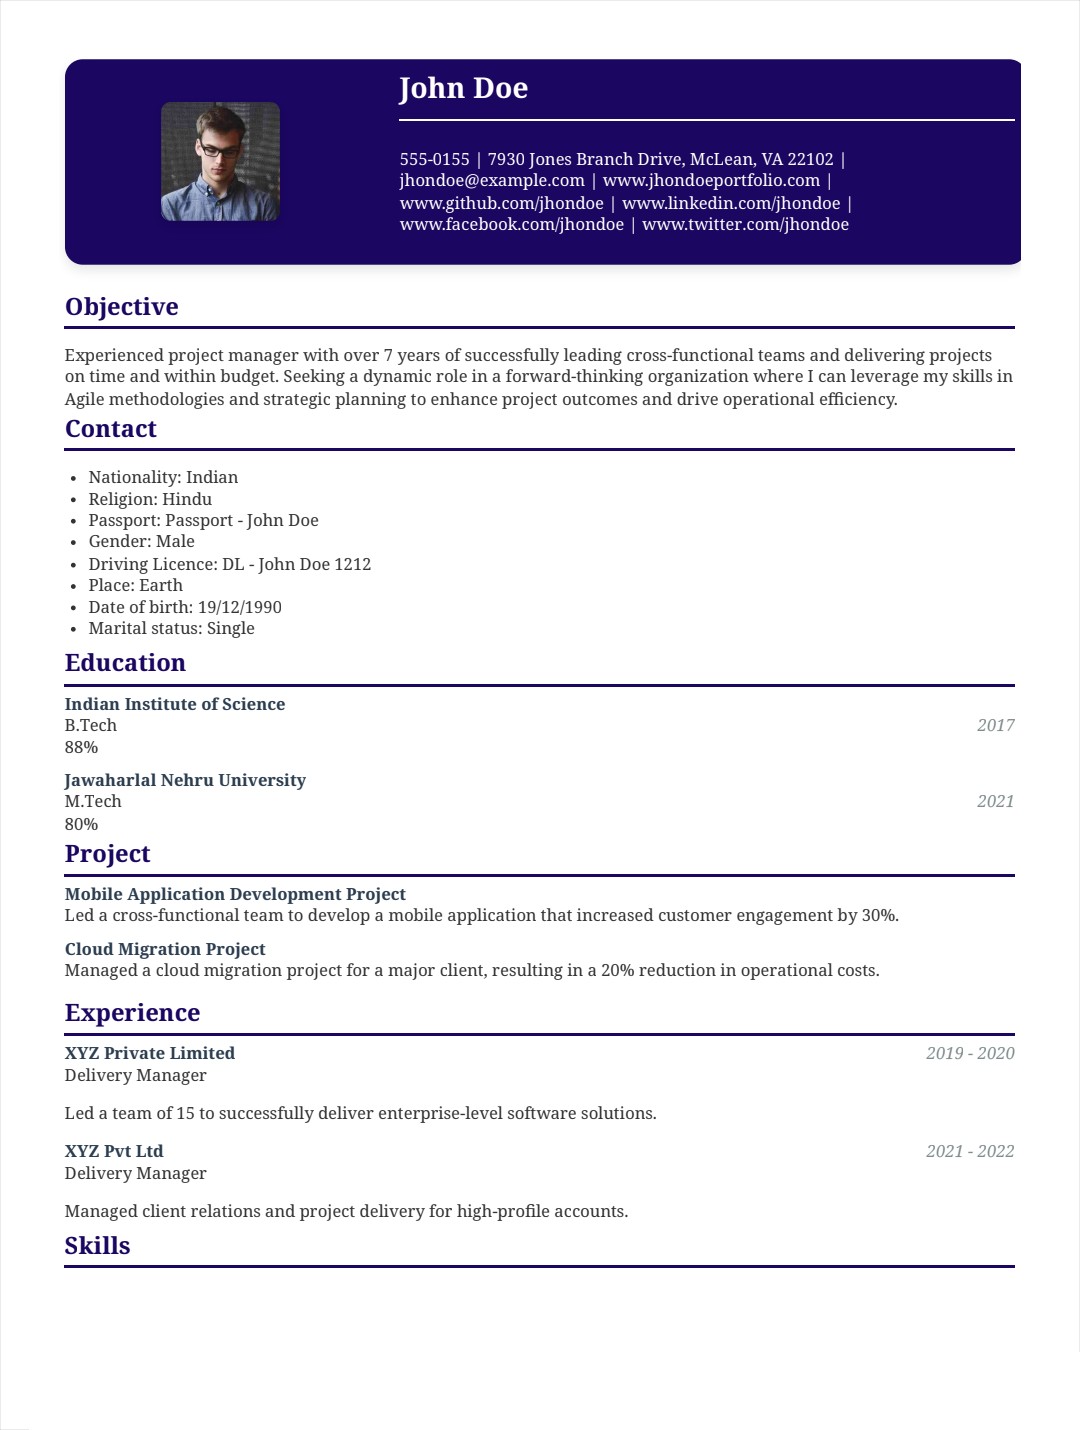 John Doe
555-0155 | 7930 Jones Branch Drive, McLean, VA 22102 |
jhondoe@example.com | www.jhondoeportfolio.com |
www.github.com/jhondoe | www.linkedin.com/jhondoe |
www.facebook.com/jhondoe | www.twitter.com/jhondoe
Objective
Experienced project manager with over 7 years of successfully leading cross-functional teams and delivering projects
on time and within budget. Seeking a dynamic role in a forward-thinking organization where I can leverage my skills in
Agile methodologies and strategic planning to enhance project outcomes and drive operational efficiency.
Contact
• Nationality: Indian
• Religion: Hindu
• Passport: Passport - John Doe
• Gender: Male
• Driving Licence: DL - John Doe 1212
• Place: Earth
• Date of birth: 19/12/1990
• Marital status: Single
Education
Indian Institute of Science
B.Tech 2017
88%
Jawaharlal Nehru University
M.Tech 2021
80%
Project
Mobile Application Development Project
Led a cross-functional team to develop a mobile application that increased customer engagement by 30%.
Cloud Migration Project
Managed a cloud migration project for a major client, resulting in a 20% reduction in operational costs.
Experience
XYZ Private Limited 2019 - 2020
Delivery Manager
Led a team of 15 to successfully deliver enterprise-level software solutions.
XYZ Pvt Ltd 2021 - 2022
Delivery Manager
Managed client relations and project delivery for high-profile accounts.
Skills